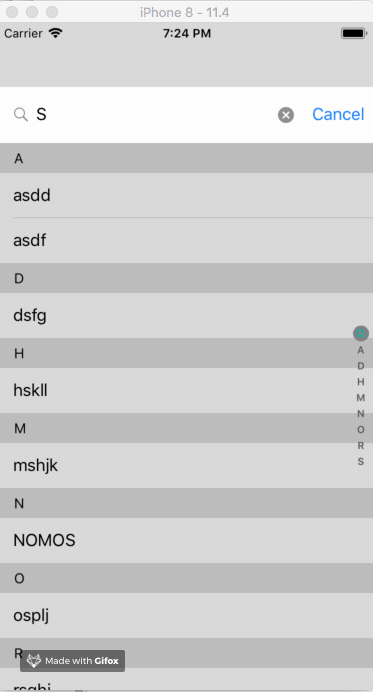 iPhone 8 - 11.4
Carrier 7:24 PM
S Cancel
A
asdd
asdf
D
dsfg
H
hskll
M
mshjk
N
NOMOS
O
osplj
R
A
D
H
M
N
O
R
S
Made with Gifox